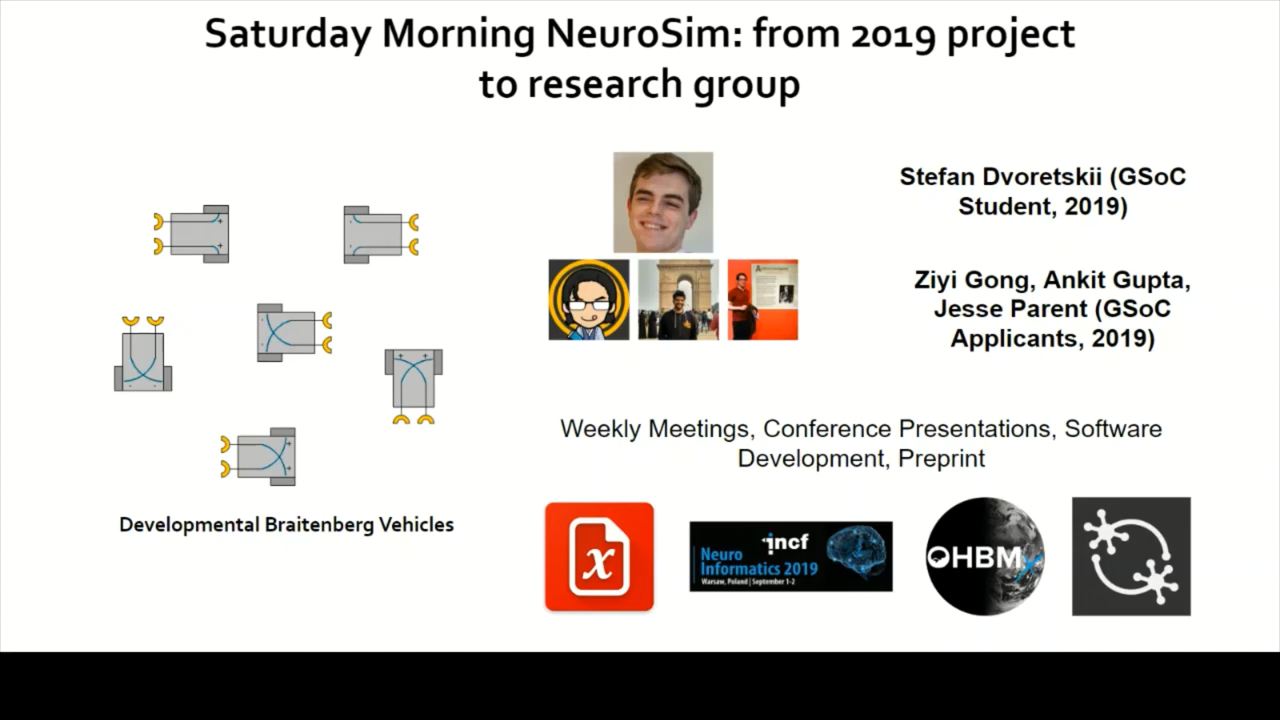 Saturday Morning NeuroSim: from 2019 project
to research group
Stefan Dvoretskii (GSoC
Student, 2019)
Ziyi Gong, Ankit Gupta,
Jesse Parent (GSoC
Applicants, 2019)
Weekly Meetings, Conference Presentations, Software
Development, Preprint
Developmental Braitenberg Vehicles
x
incf
Neuro
Informatics 2019
Warsaw, Poland | September 1-2
OHBMx